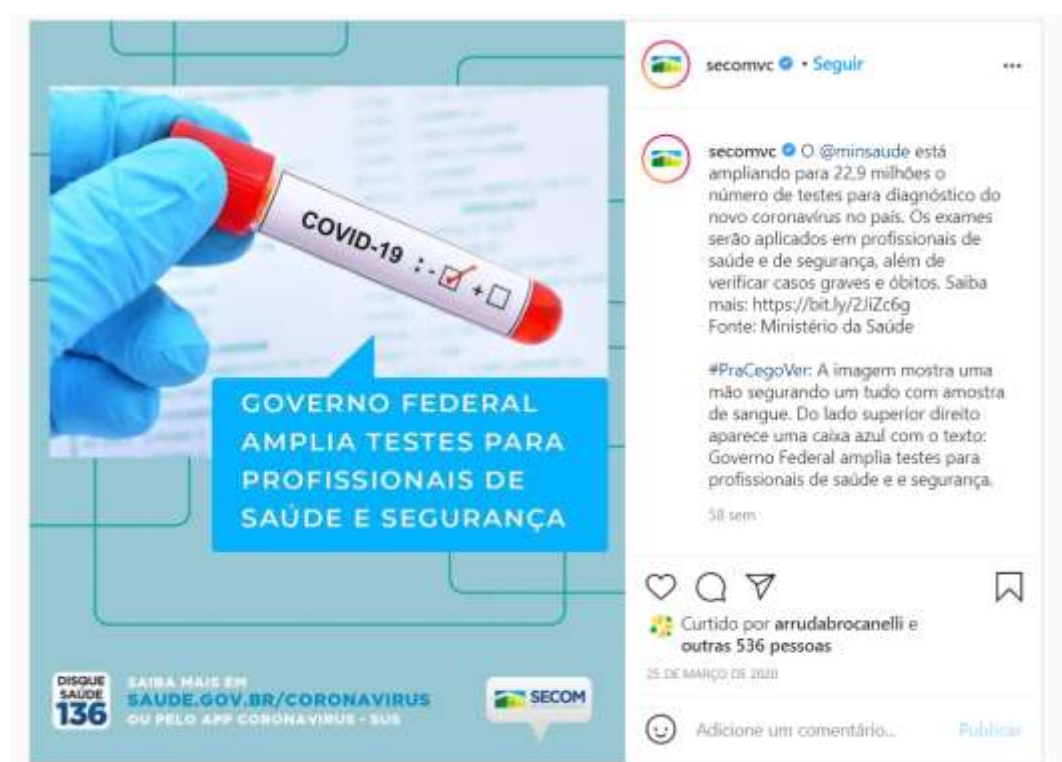 COVID-19 : - +
GOVERNO FEDERAL
AMPLIA TESTES PARA
PROFISSIONAIS DE
SAÚDE E SEGURANÇA
DISQUE
SAÚDE
136
SAIBA MAIS EM
SAUDE.GOV.BR/CORONAVIRUS
OU PELO APP CORONAVIRUS - SUS
SECOM
secomvc • Seguir
secomvc O @minsaude está
ampliando para 22,9 milhões o
número de testes para diagnóstico do
novo coronavírus no país. Os exames
serão aplicados em profissionais de
saúde e de segurança, além de
verificar casos graves e óbitos. Saiba
mais: https://bit.ly/2JiZc6g
Fonte: Ministério da Saúde
#PraCegoVer: A imagem mostra uma
mão segurando um tudo com amostra
de sangue. Do lado superior direito
aparece uma caixa azul com o texto:
Governo Federal amplia testes para
profissionais de saúde e e segurança.
58 sem
Curtido por arrudabrocanelli e
outras 536 pessoas
25 DE MARÇO DE 2020
Adicione um comentário... Publicar